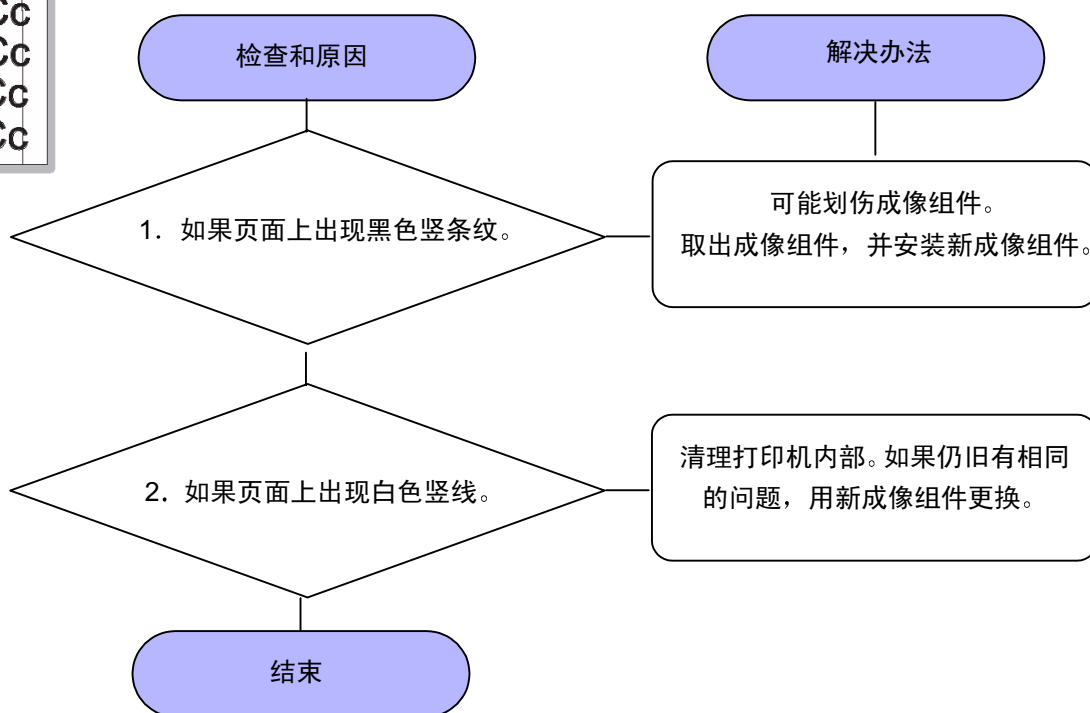 Cc
Cc
Cc
Cc
检查和原因
解决办法
1. 如果页面上出现黑色竖条纹。
可能划伤成像组件。
取出成像组件，并安装新成像组件。
2. 如果页面上出现白色竖线。
清理打印机内部。如果仍旧有相同
的问题，用新成像组件更换。
结束